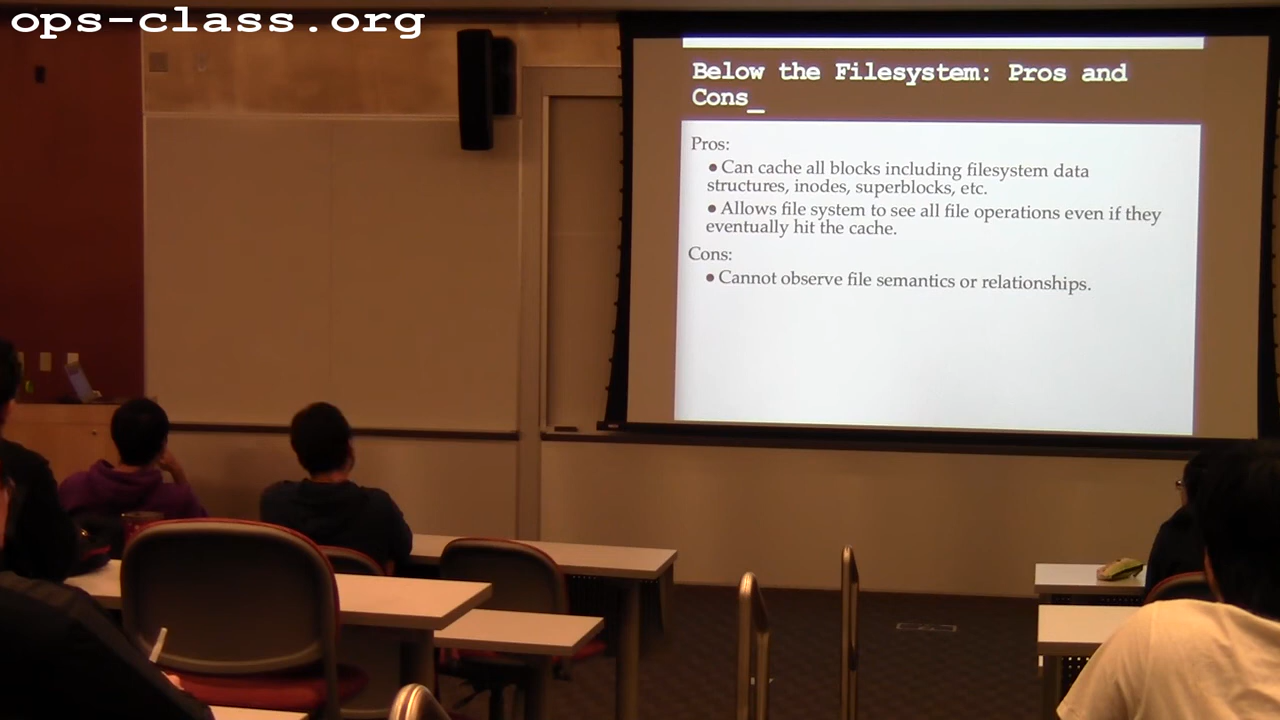 ops-class.org
Below the Filesystem: Pros and
Cons_
Pros:
● Can cache all blocks including filesystem data
structures, inodes, superblocks, etc.
● Allows file system to see all file operations even if they
eventually hit the cache.
Cons:
● Cannot observe file semantics or relationships.